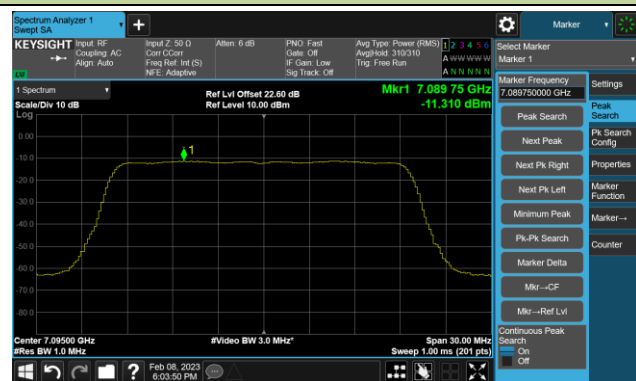 Spectrum Analyzer 1
Swept SA
Marker
KEYSIGHT
Input: RF
Coupling: AC
Align: Auto
Input Z: 50 Ω
Corr CCorr
Freq Ref: Int (S)
NFE: Adaptive
Atten: 6 dB
PNO: Fast
Gate: Off
IF Gain: Low
Sig Track: Off
Avg Type: Power (RMS)
Avg|Hold: 310/310
Trig: Free Run
1 2 3 4 5 6
A W W W W W
A N N N N N
Select Marker
Marker 1
1 Spectrum
Scale/Div 10 dB
Ref Lvl Offset 22.60 dB
Ref Level 10.00 dBm
Mkr1 7.089 75 GHz
-11.310 dBm
Log
0.00
-10.0
-20.0
-30.0
-40.0
-50.0
-60.0
-70.0
-80.0
1
Center 7.09500 GHz
#Res BW 1.0 MHz
#Video BW 3.0 MHz*
Span 30.00 MHz
Sweep 1.00 ms (201 pts)
Marker Frequency
7.089750000 GHz
Peak Search
Next Peak
Next Pk Right
Next Pk Left
Minimum Peak
Pk-Pk Search
Marker Delta
Mkr→CF
Mkr→Ref Lvl
Continuous Peak
Search
On
Off
Settings
Peak
Search
Pk Search
Config
Properties
Marker
Function
Marker→
Counter
Feb 08, 2023
6:03:50 PM